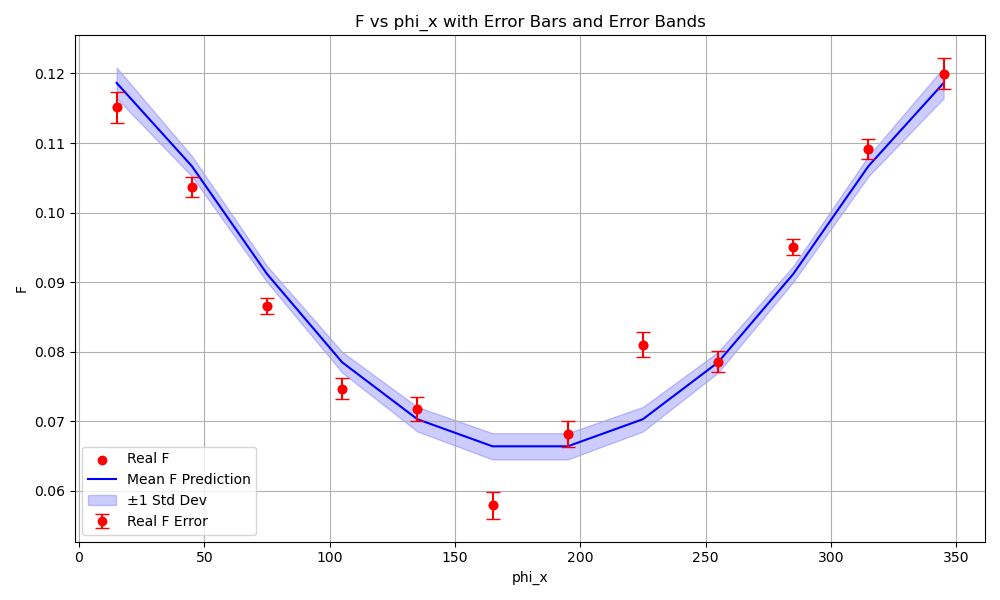 F vs phi_x with Error Bars and Error Bands
F
0.12
0.11
0.10
0.09
0.08
0.07
0.06
Real F
Mean F Prediction
±1 Std Dev
Real F Error
0 50 100 150 200 250 300 350
phi_x